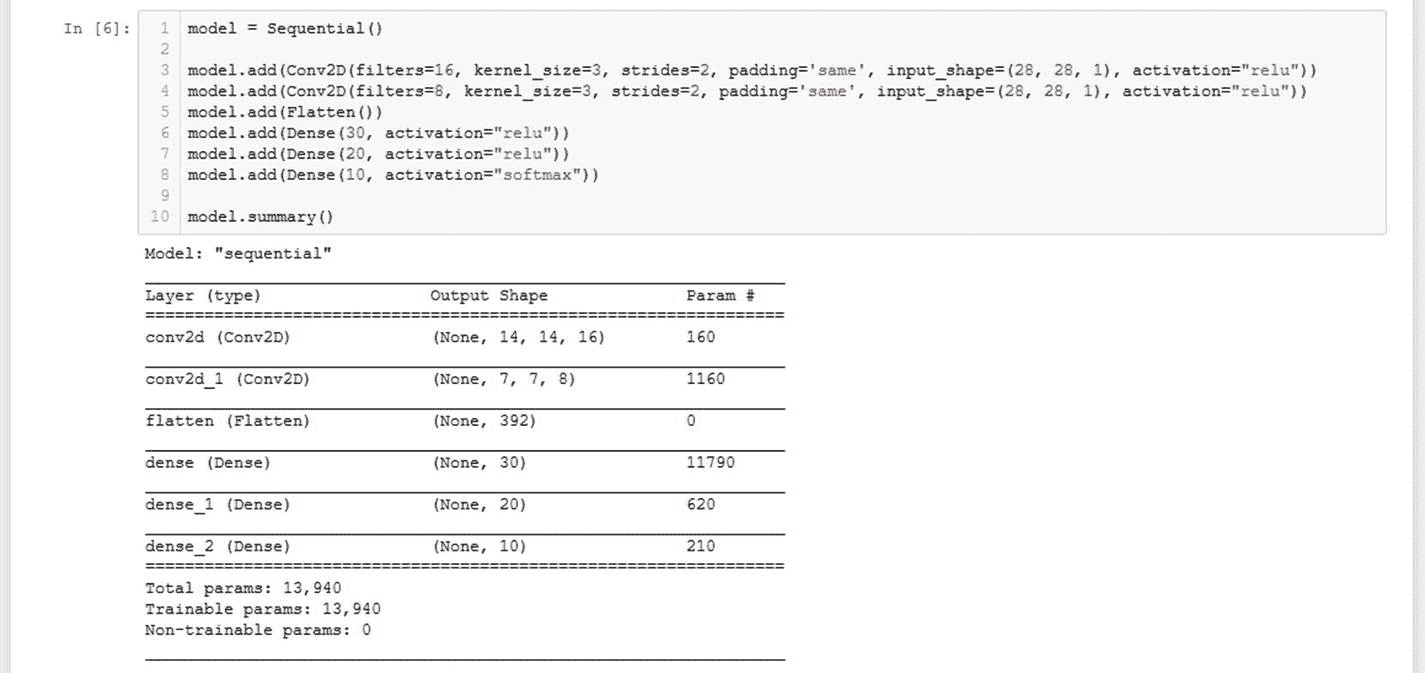 In [6]:
1 model = Sequential()
2
3 model.add(Conv2D(filters=16, kernel_size=3, strides=2, padding='same', input_shape=(28, 28, 1), activation="relu"))
4 model.add(Conv2D(filters=8, kernel_size=3, strides=2, padding='same', input_shape=(28, 28, 1), activation="relu"))
5 model.add(Flatten())
6 model.add(Dense(30, activation="relu"))
7 model.add(Dense(20, activation="relu"))
8 model.add(Dense(10, activation="softmax"))
9
10 model.summary()
Model: "sequential"
Layer (type) Output Shape Param #
=================================================================
conv2d (Conv2D) (None, 14, 14, 16) 160
conv2d_1 (Conv2D) (None, 7, 7, 8) 1160
flatten (Flatten) (None, 392) 0
dense (Dense) (None, 30) 11790
dense_1 (Dense) (None, 20) 620
dense_2 (Dense) (None, 10) 210
=================================================================
Total params: 13,940
Trainable params: 13,940
Non-trainable params: 0